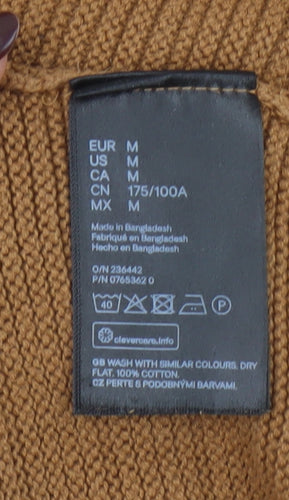 EUR M
US M
CA M
CN 175/100A
MX M
Made in Bangladesh
Fabriqué en Bangladesh
Hecho en Bangladesh
O/N 236442
P/N 0765362 0
40 P
clevercare.info
GB WASH WITH SIMILAR COLOURS. DRY
FLAT. 100% COTTON.
CZ PERTE S PODOBNÝMI BARVAMI.